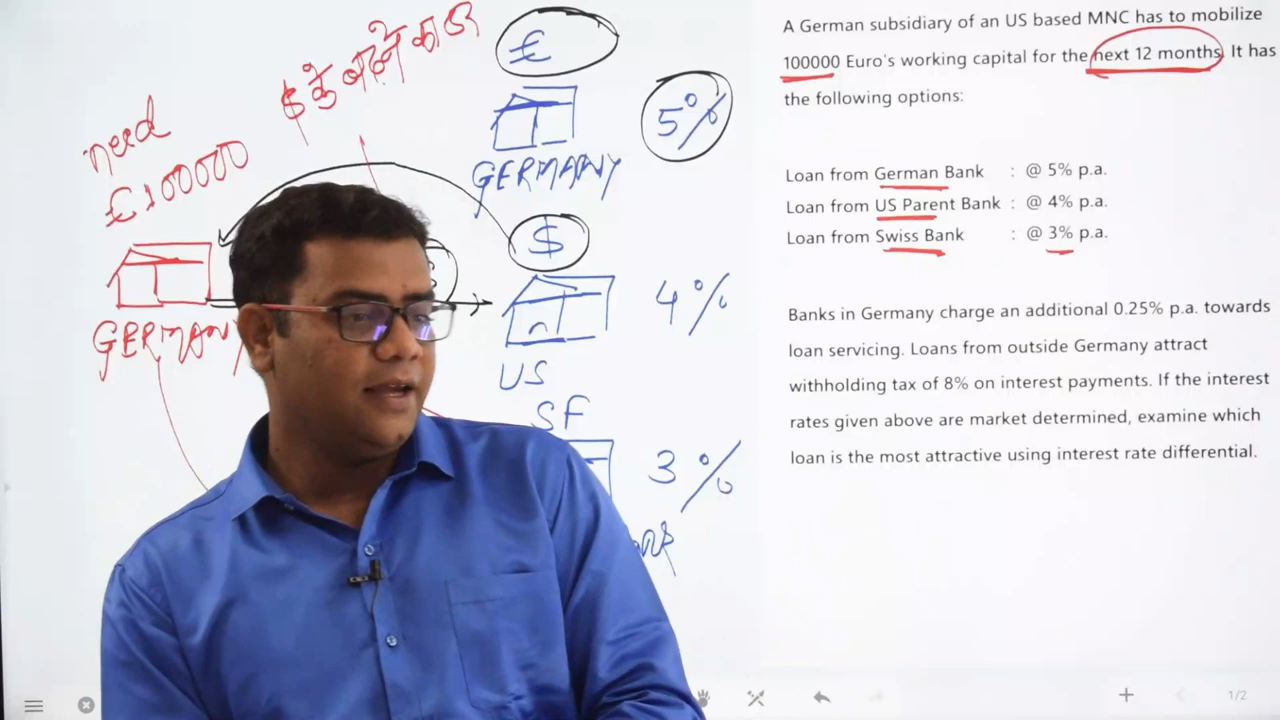 A German subsidiary of an US based MNC has to mobilize
100000 Euro's working capital for the next 12 months. It has
the following options:
Loan from German Bank : @ 5% p.a.
Loan from US Parent Bank : @ 4% p.a.
Loan from Swiss Bank : @ 3% p.a.
Banks in Germany charge an additional 0.25% p.a. towards
loan servicing. Loans from outside Germany attract
withholding tax of 8% on interest payments. If the interest
rates given above are market determined, examine which
loan is the most attractive using interest rate differential.
need
£100000
GERMANY
$ के
£
GERMANY
5%
$
US
4%
SF
3%
1/2